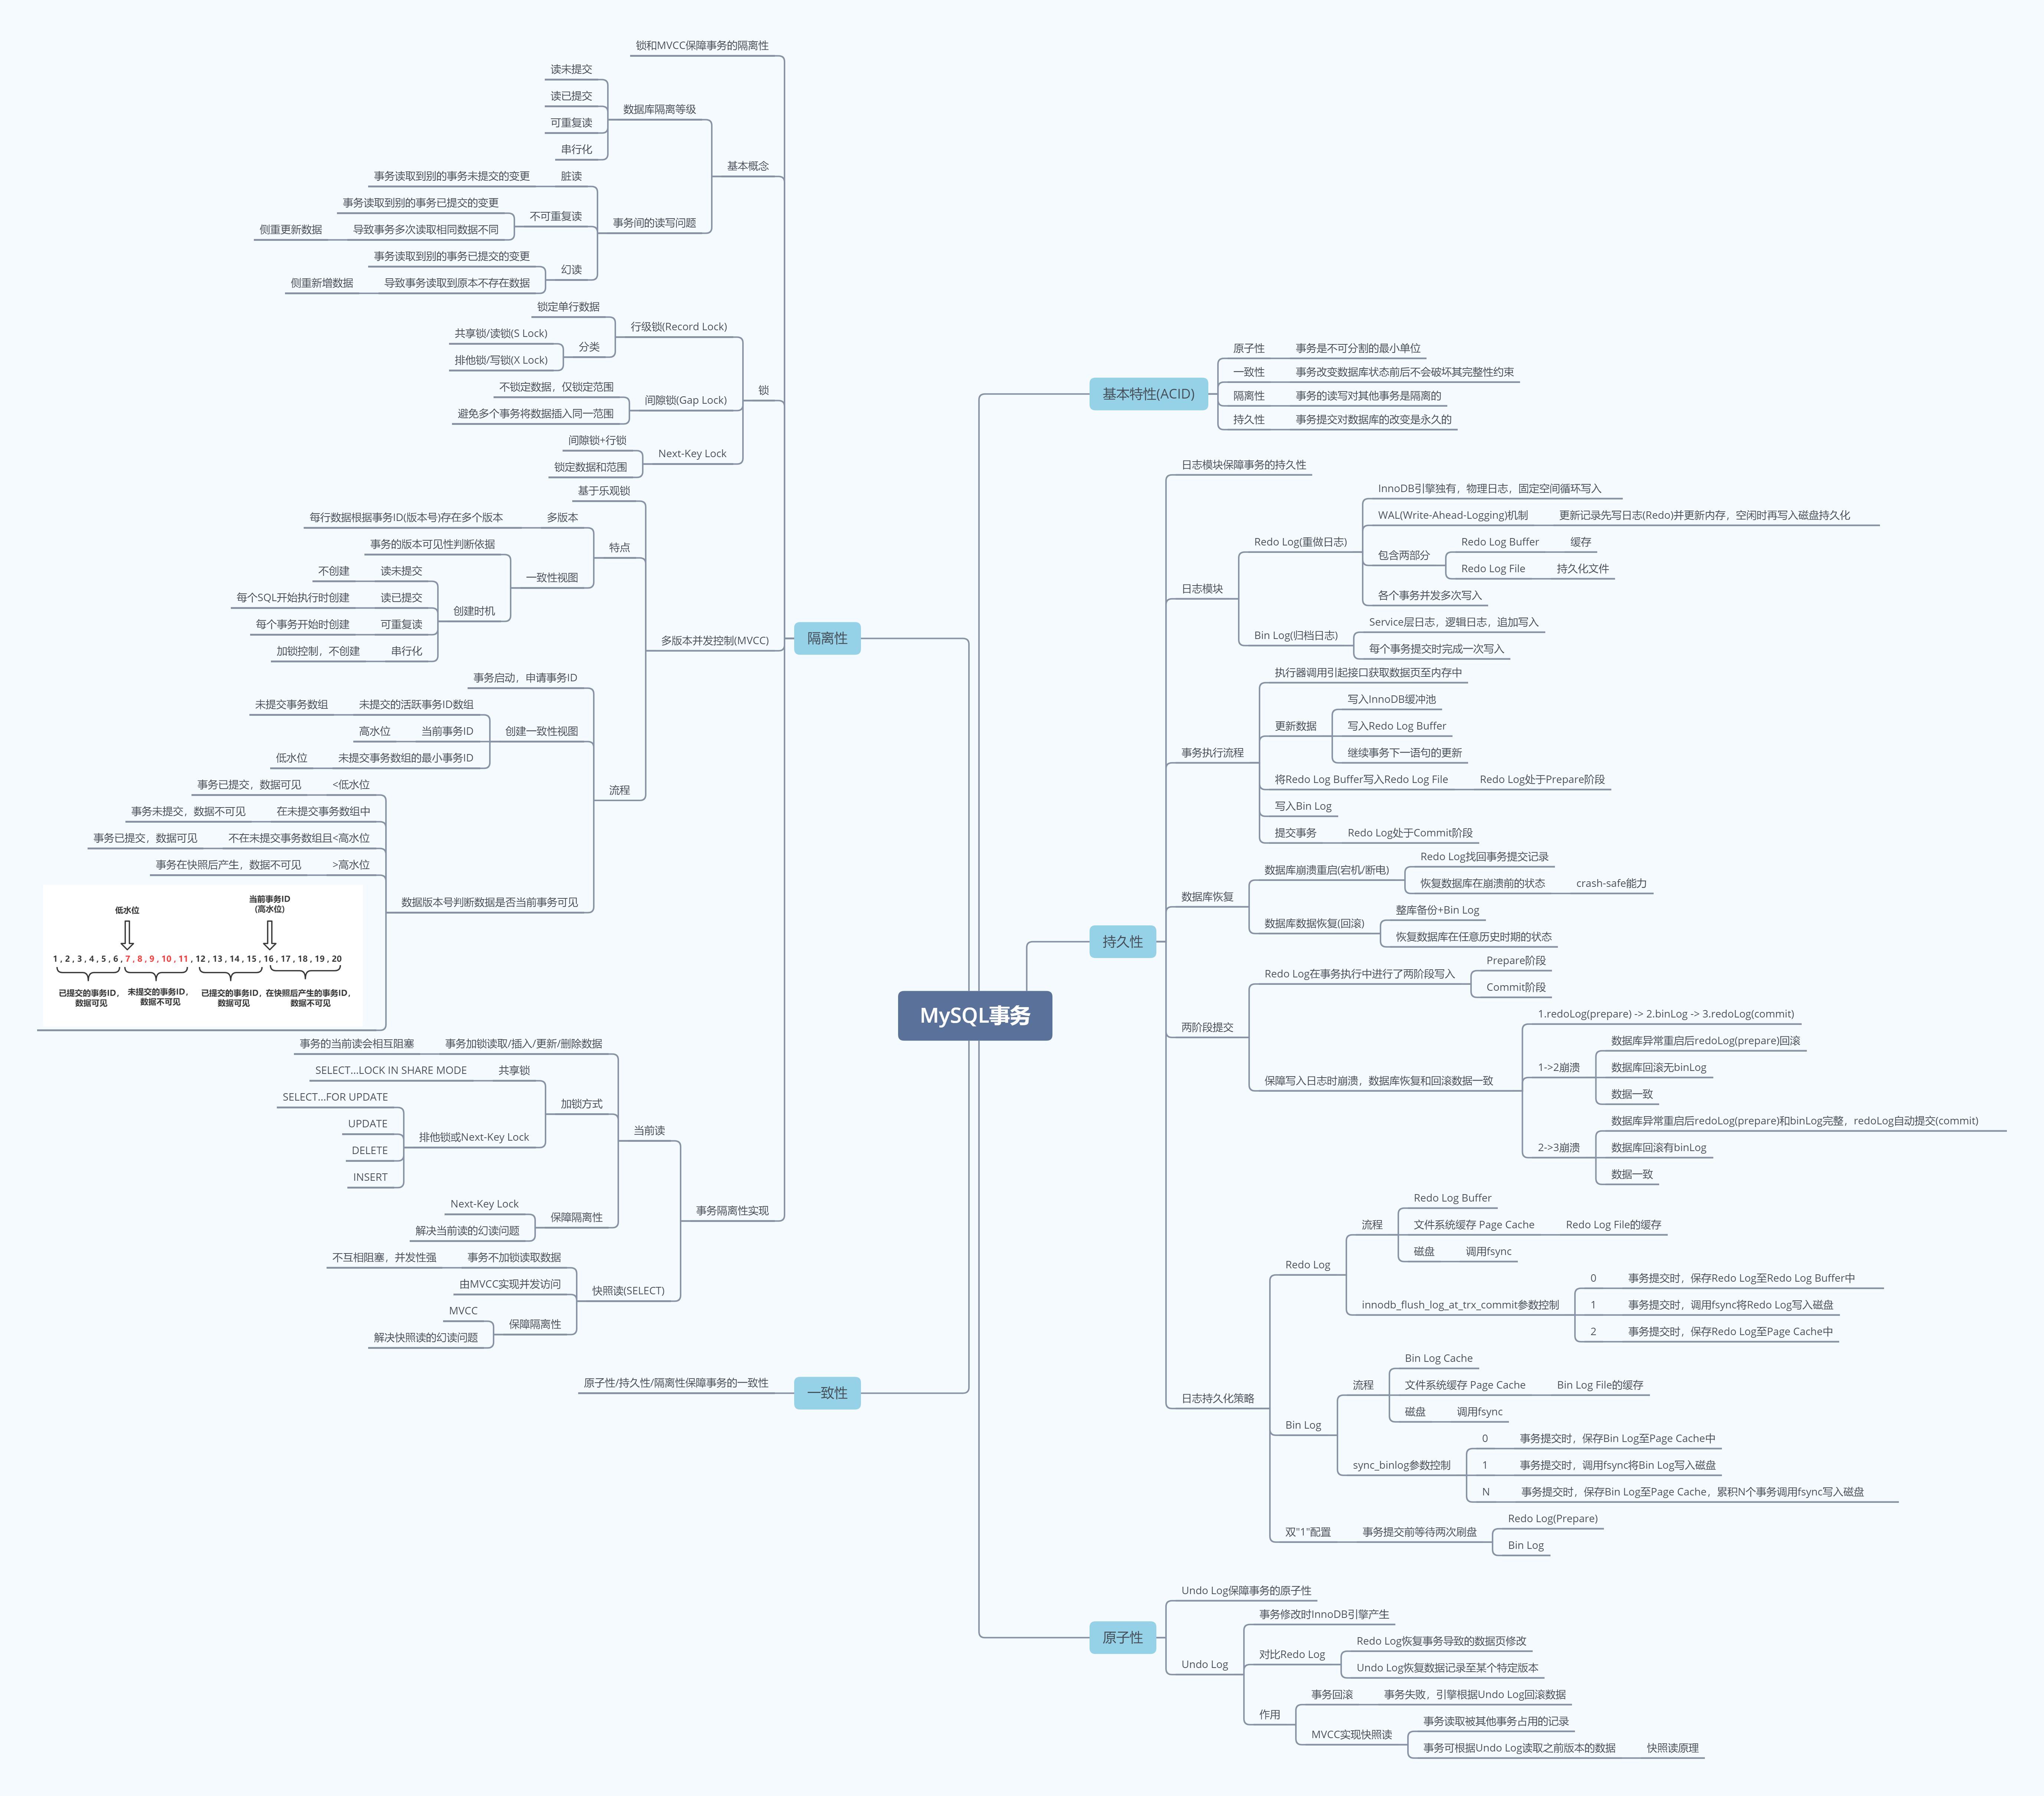 MySQL事务
基本特性(ACID)
原子性
事务是不可分割的最小单位
一致性
事务改变数据库状态前后不会破坏其完整性约束
隔离性
事务的读写对其他事务是隔离的
持久性
事务提交对数据库的改变是永久的
持久性
日志模块保障事务的持久性
日志模块
Redo Log(重做日志)
InnoDB引擎独有，物理日志，固定空间循环写入
WAL(Write-Ahead-Logging)机制
更新记录先写日志(Redo)并更新内存，空闲时再写入磁盘持久化
包含两部分
Redo Log Buffer
缓存
Redo Log File
持久化文件
各个事务并发多次写入
Bin Log(归档日志)
Service层日志，逻辑日志，追加写入
每个事务提交时完成一次写入
事务执行流程
执行器调用引起接口获取数据页至内存中
更新数据
写入InnoDB缓冲池
写入Redo Log Buffer
继续事务下一语句的更新
将Redo Log Buffer写入Redo Log File
Redo Log处于Prepare阶段
写入Bin Log
提交事务
Redo Log处于Commit阶段
数据库恢复
数据库崩溃重启(宕机/断电)
Redo Log找回事务提交记录
恢复数据库在崩溃前的状态
crash-safe能力
数据库数据恢复(回滚)
整库备份+Bin Log
恢复数据库在任意历史时期的状态
两阶段提交
Redo Log在事务执行中进行了两阶段写入
Prepare阶段
Commit阶段
保障写入日志时崩溃，数据库恢复和回滚数据一致
1.redoLog(prepare) -> 2.binLog -> 3.redoLog(commit)
1->2崩溃
数据库异常重启后redoLog(prepare)回滚
数据库回滚无binLog
数据一致
2->3崩溃
数据库异常重启后redoLog(prepare)和binLog完整，redoLog自动提交(commit)
数据库回滚有binLog
数据一致
日志持久化策略
Redo Log
流程
Redo Log Buffer
文件系统缓存 Page Cache
Redo Log File的缓存
磁盘
调用fsync
innodb_flush_log_at_trx_commit参数控制
0
事务提交时，保存Redo Log至Redo Log Buffer中
1
事务提交时，调用fsync将Redo Log写入磁盘
2
事务提交时，保存Redo Log至Page Cache中
Bin Log
流程
Bin Log Cache
文件系统缓存 Page Cache
Bin Log File的缓存
磁盘
调用fsync
sync_binlog参数控制
0
事务提交时，保存Bin Log至Page Cache中
1
事务提交时，调用fsync将Bin Log写入磁盘
N
事务提交时，保存Bin Log至Page Cache，累积N个事务调用fsync写入磁盘
双"1"配置
事务提交前等待两次刷盘
Redo Log(Prepare)
Bin Log
原子性
Undo Log保障事务的原子性
Undo Log
事务修改时InnoDB引擎产生
对比Redo Log
Redo Log恢复事务导致的数据页修改
Undo Log恢复数据记录至某个特定版本
作用
事务回滚
事务失败，引擎根据Undo Log回滚数据
MVCC实现快照读
事务读取被其他事务占用的记录
事务可根据Undo Log读取之前版本的数据
快照读原理
隔离性
锁和MVCC保障事务的隔离性
基本概念
数据库隔离等级
读未提交
读已提交
可重复读
串行化
事务间的读写问题
脏读
事务读取到别的事务未提交的变更
不可重复读
事务读取到别的事务已提交的变更
导致事务多次读取相同数据不同
侧重更新数据
幻读
事务读取到别的事务已提交的变更
导致事务读取到原本不存在数据
侧重新增数据
锁
行级锁(Record Lock)
锁定单行数据
分类
共享锁/读锁(S Lock)
排他锁/写锁(X Lock)
间隙锁(Gap Lock)
不锁定数据，仅锁定范围
避免多个事务将数据插入同一范围
Next-Key Lock
间隙锁+行锁
锁定数据和范围
多版本并发控制(MVCC)
基于乐观锁
特点
多版本
每行数据根据事务ID(版本号)存在多个版本
一致性视图
事务的版本可见性判断依据
创建时机
读未提交
不创建
读已提交
每个SQL开始执行时创建
可重复读
每个事务开始时创建
串行化
加锁控制，不创建
流程
事务启动，申请事务ID
创建一致性视图
未提交的活跃事务ID数组
未提交事务数组
当前事务ID
高水位
未提交事务数组的最小事务ID
低水位
数据版本号判断数据是否当前事务可见
<低水位
事务已提交，数据可见
在未提交事务数组中
事务未提交，数据不可见
不在未提交事务数组且<高水位
事务已提交，数据可见
>高水位
事务在快照后产生，数据不可见
低水位
当前事务ID
(高水位)
1 , 2 , 3 , 4 , 5 , 6 , 7 , 8 , 9 , 10 , 11 , 12 , 13 , 14 , 15 , 16 , 17 , 18 , 19 , 20
已提交的事务ID，
数据可见
未提交的事务ID，
数据不可见
已提交的事务ID，
数据可见
在快照后产生的事务ID，
数据不可见
事务隔离性实现
当前读
事务加锁读取/插入/更新/删除数据
事务的当前读会相互阻塞
加锁方式
共享锁
SELECT...LOCK IN SHARE MODE
排他锁或Next-Key Lock
SELECT...FOR UPDATE
UPDATE
DELETE
INSERT
保障隔离性
Next-Key Lock
解决当前读的幻读问题
快照读(SELECT)
事务不加锁读取数据
不互相阻塞，并发性强
由MVCC实现并发访问
保障隔离性
MVCC
解决快照读的幻读问题
一致性
原子性/持久性/隔离性保障事务的一致性